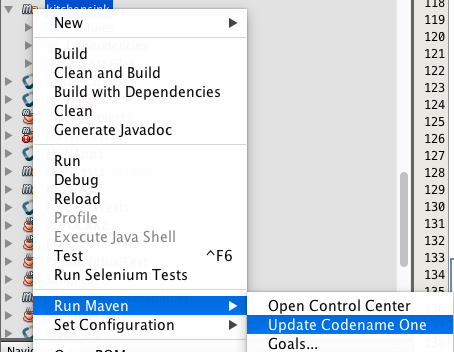 kitchensink
New
Build
Clean and Build
Build with Dependencies
Clean
Generate Javadoc
Run
Debug
Reload
Profile
Execute Java Shell
Test ^F6
Run Selenium Tests
Run Maven
Set Configuration
Open Control Center
Update Codename One
Goals...
118
119
120
121
122
123
124
125
126
127
128
129
130
131
132
133
134
135